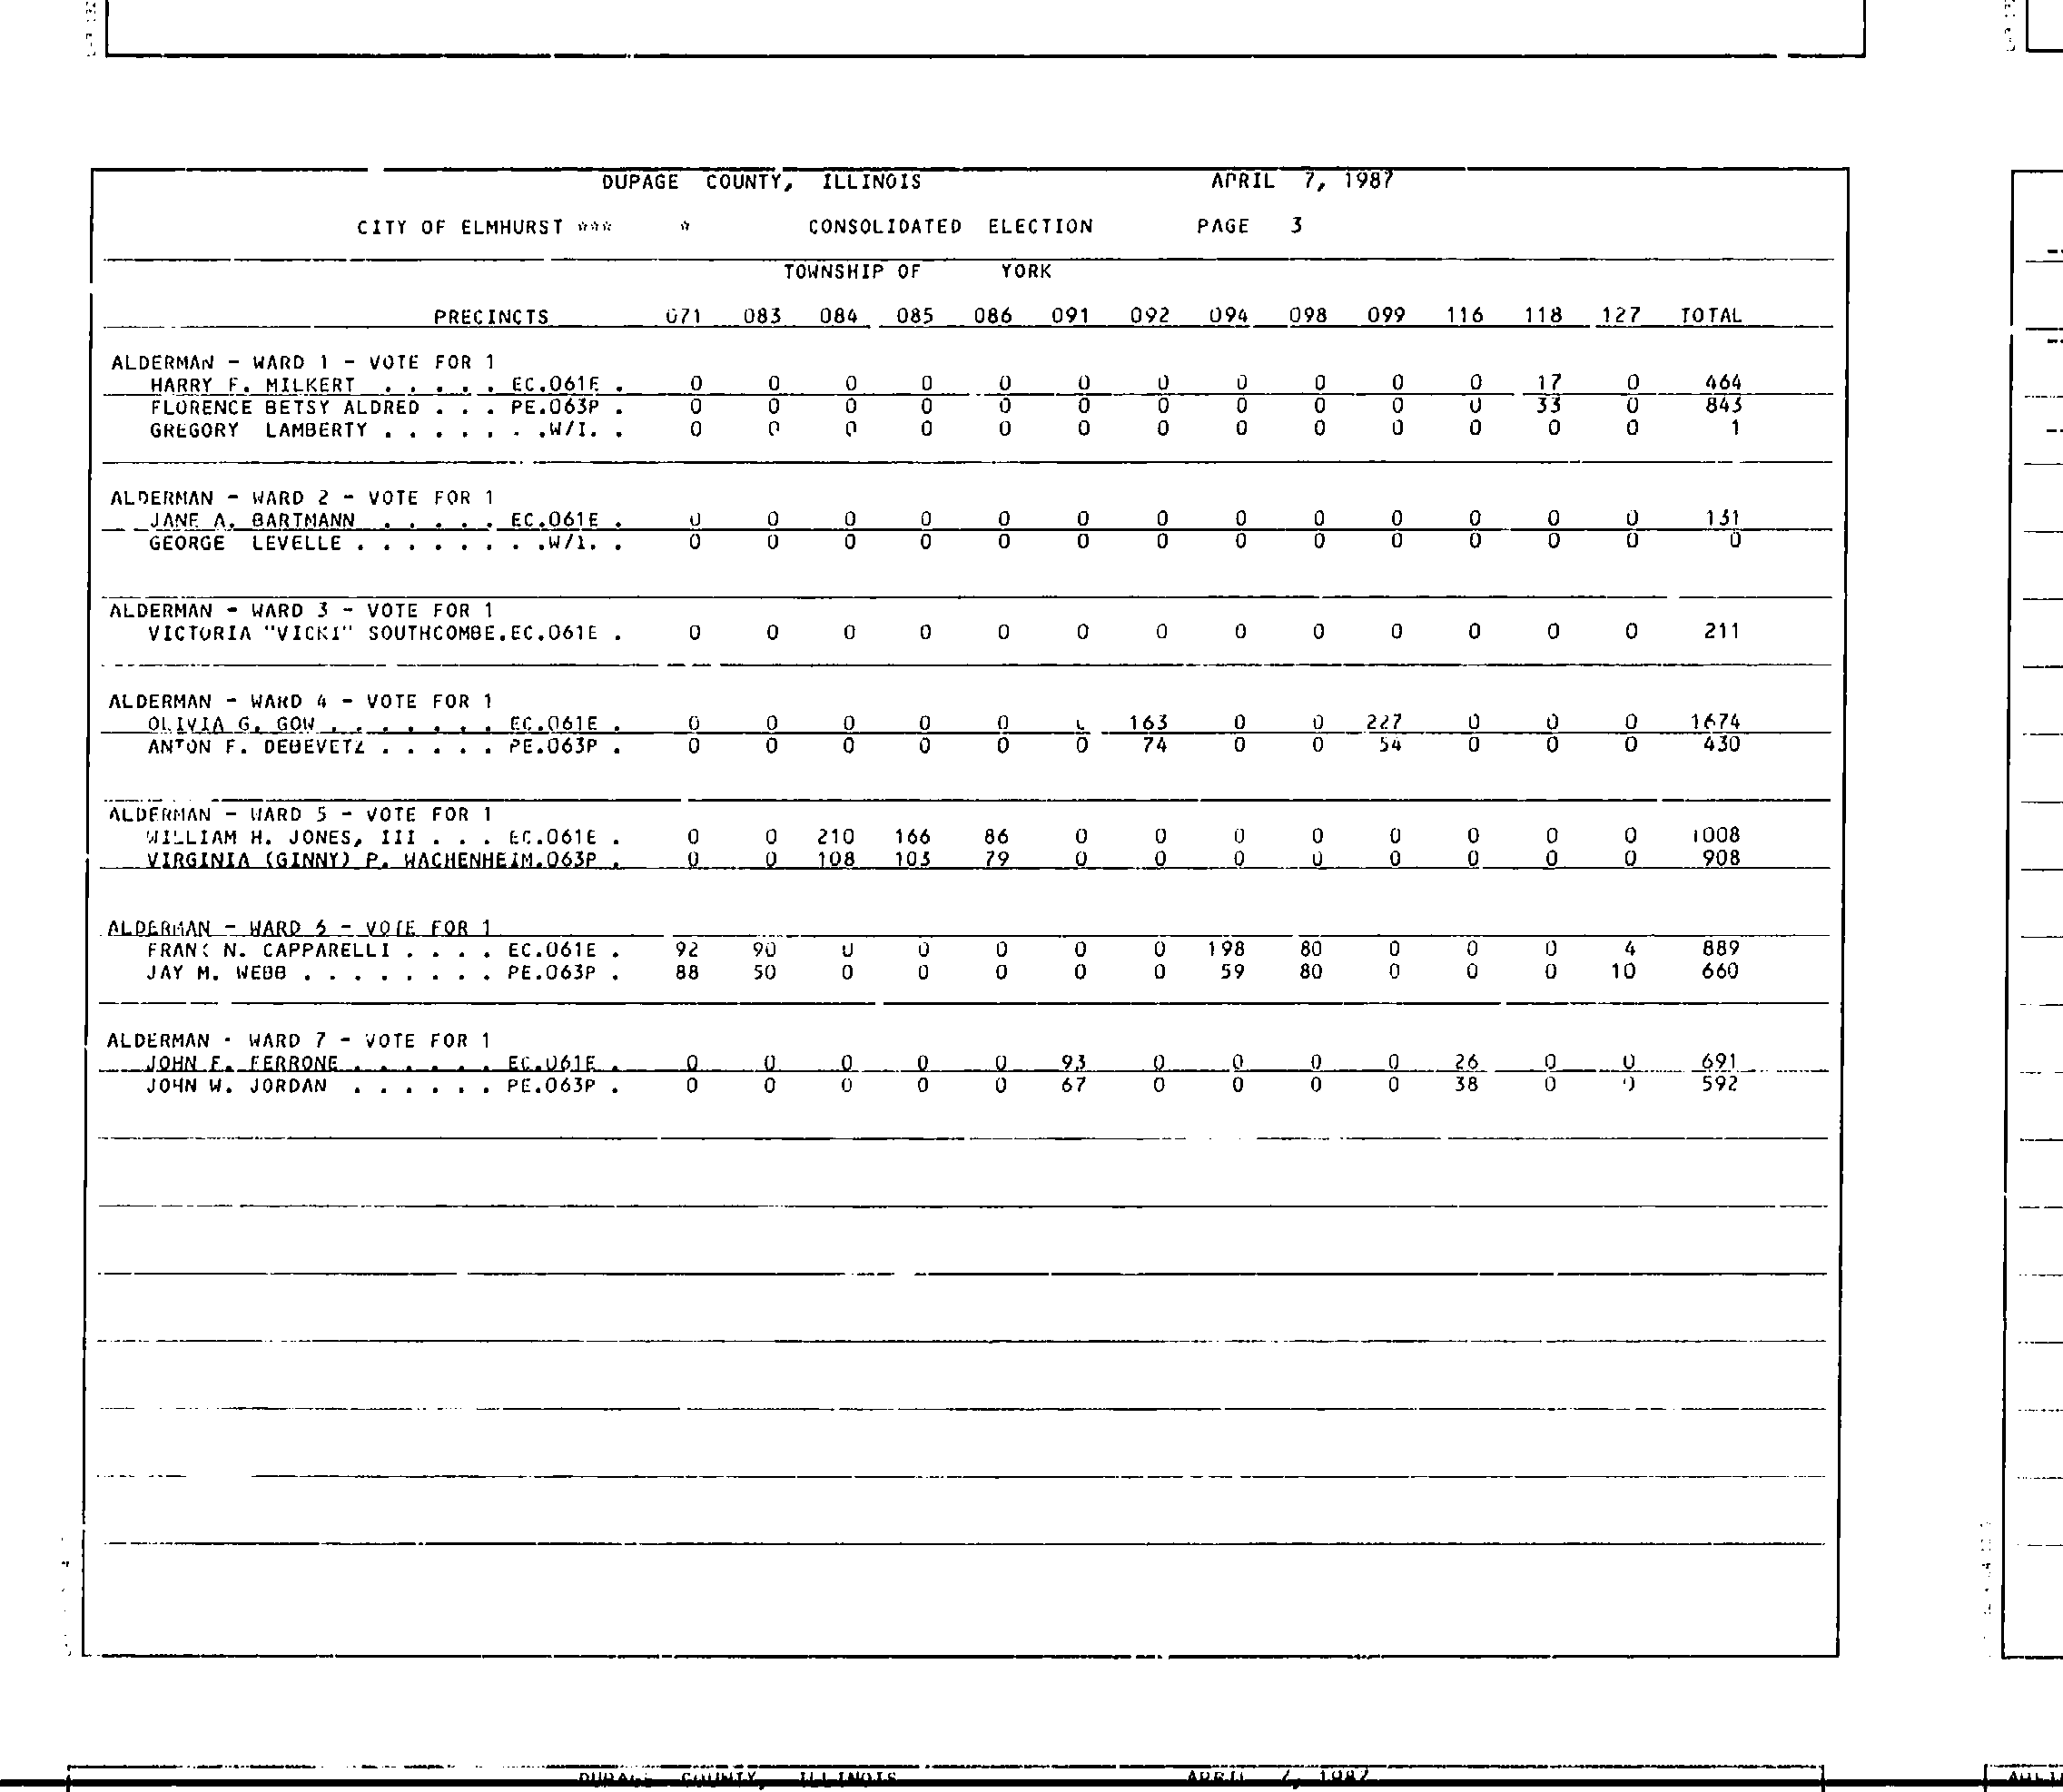 DUPAGE COUNTY, ILLINOIS APRIL 7, 1987
CITY OF ELMHURST *** * CONSOLIDATED ELECTION PAGE 3
TOWNSHIP OF YORK
PRECINCTS 071 083 084 085 086 091 092 094 098 099 116 118 127 TOTAL
ALDERMAN - WARD 1 - VOTE FOR 1
HARRY F. MILKERT . . . . . EC.061E . 0 0 0 0 0 0 0 0 0 0 0 17 0 464
FLORENCE BETSY ALDRED . . . PE.063P . 0 0 0 0 0 0 0 0 0 0 0 33 0 843
GREGORY LAMBERTY . . . . . . . .W/I. . 0 0 0 0 0 0 0 0 0 0 0 0 0 1
ALDERMAN - WARD 2 - VOTE FOR 1
JANE A. BARTMANN . . . . . EC.061E . 0 0 0 0 0 0 0 0 0 0 0 0 0 131
GEORGE LEVELLE . . . . . . . .W/I. . 0 0 0 0 0 0 0 0 0 0 0 0 0 0
ALDERMAN - WARD 3 - VOTE FOR 1
VICTORIA "VICKI" SOUTHCOMBE.EC.061E . 0 0 0 0 0 0 0 0 0 0 0 0 0 211
ALDERMAN - WARD 4 - VOTE FOR 1
OLIVIA G. GOW . . . . . . . EC.061E . 0 0 0 0 0 0 163 0 0 227 0 0 0 1674
ANTON F. DEBEVETZ . . . . . PE.063P . 0 0 0 0 0 0 74 0 0 54 0 0 0 430
ALDERMAN - WARD 5 - VOTE FOR 1
WILLIAM H. JONES, III . . . EC.061E . 0 0 210 166 86 0 0 0 0 0 0 0 0 1008
VIRGINIA (GINNY) P. WACHENHEIM.063P . 0 0 108 103 79 0 0 0 0 0 0 0 0 908
ALDERMAN - WARD 6 - VOTE FOR 1
FRANK N. CAPPARELLI . . . . EC.061E . 92 90 0 0 0 0 0 198 80 0 0 0 4 889
JAY M. WEBB . . . . . . . . PE.063P . 88 50 0 0 0 0 0 59 80 0 0 0 10 660
ALDERMAN - WARD 7 - VOTE FOR 1
JOHN F. FERRONE . . . . . . EC.061E . 0 0 0 0 0 93 0 0 0 0 26 0 0 691
JOHN W. JORDAN . . . . . . PE.063P . 0 0 0 0 0 67 0 0 0 0 38 0 0 592
DUPAGE COUNTY, ILLINOIS APRIL 7, 1987